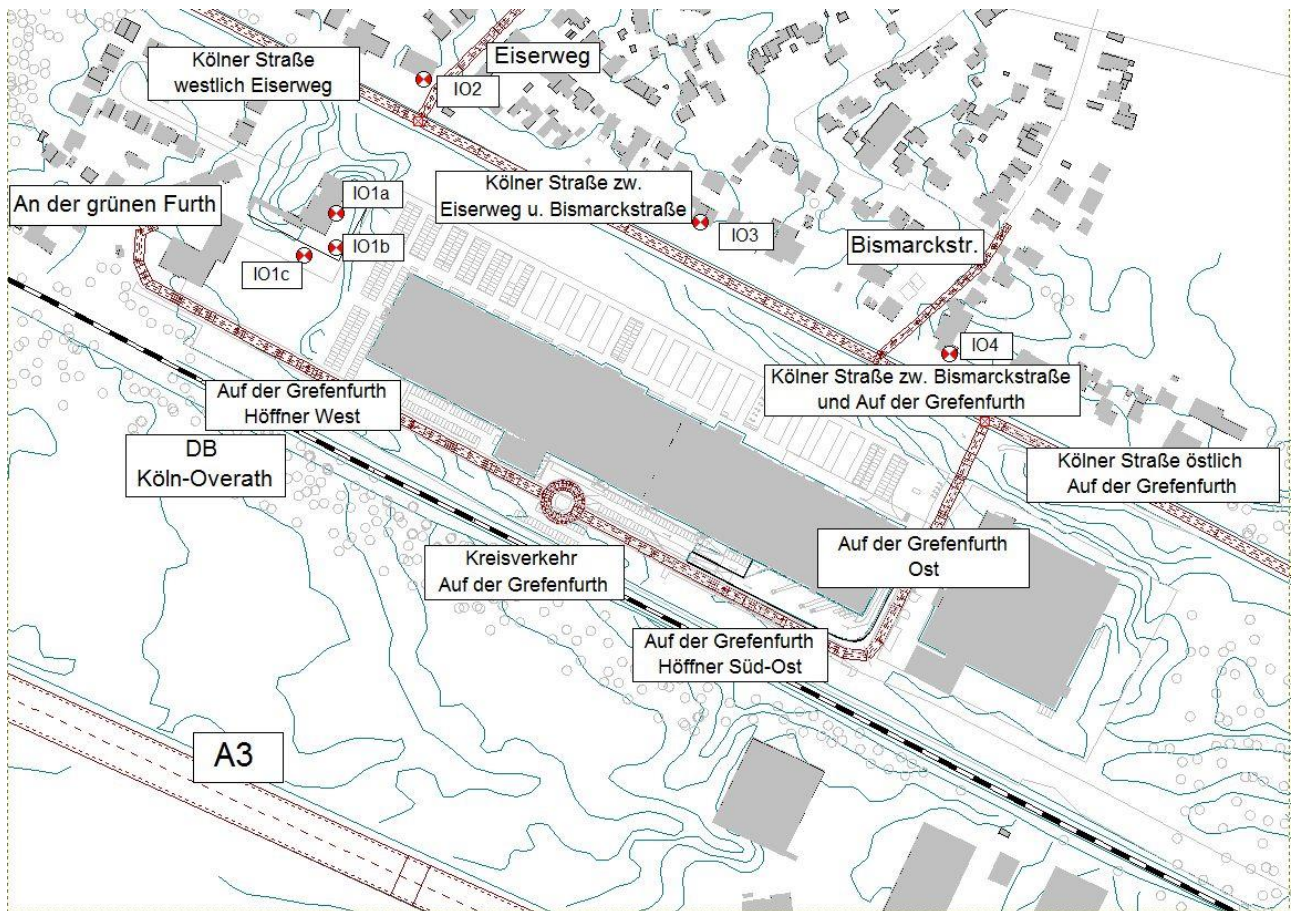 Kölner Straße
westlich Eiserweg
Eiserweg
IO2
An der grünen Furth
IO1a
IO1b
IO1c
Kölner Straße zw.
Eiserweg u. Bismarckstraße
IO3
Bismarckstr.
IO4
Kölner Straße zw. Bismarckstraße
und Auf der Grefenfurth
Auf der Grefenfurth
Höffner West
DB
Köln-Overath
Kölner Straße östlich
Auf der Grefenfurth
Auf der Grefenfurth
Ost
Kreisverkehr
Auf der Grefenfurth
Auf der Grefenfurth
Höffner Süd-Ost
A3